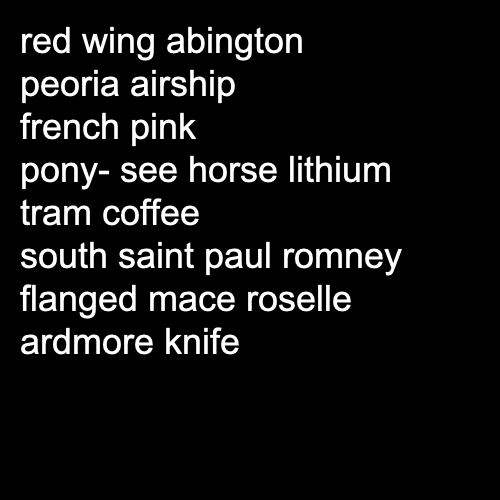 red wing abington
peoria airship
french pink
pony- see horse lithium
tram coffee
south saint paul romney
flanged mace roselle
ardmore knife